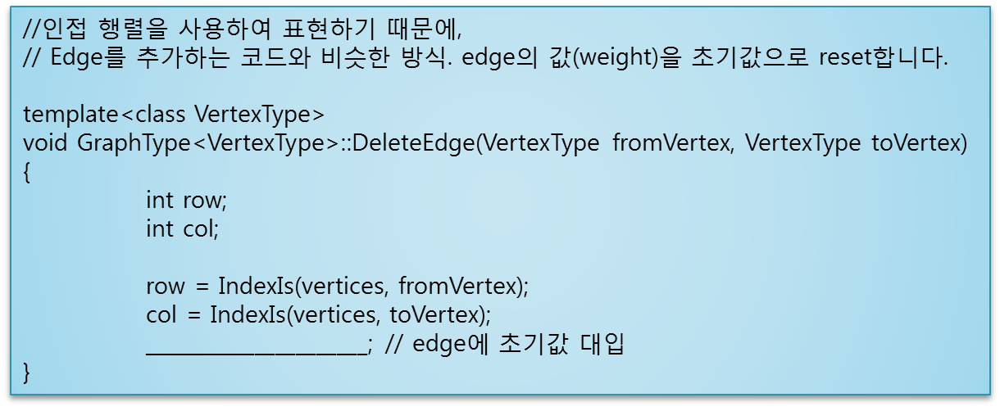 //인접 행렬을 사용하여 표현하기 때문에,
// Edge를 추가하는 코드와 비슷한 방식. edge의 값(weight)을 초기값으로 reset합니다.
template<class VertexType>
void GraphType<VertexType>::DeleteEdge(VertexType fromVertex, VertexType toVertex)
{
int row;
int col;
row = IndexIs(vertices, fromVertex);
col = IndexIs(vertices, toVertex);
____________________; // edge에 초기값 대입
}